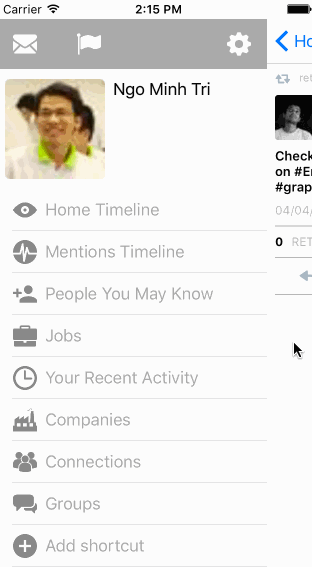 Carrier 2:15 PM
Ho
Ngo Minh Tri
ret
Check
on #E
#grap
04/04/
0 RET
Home Timeline
Mentions Timeline
People You May Know
Jobs
Your Recent Activity
Companies
Connections
Groups
Add shortcut